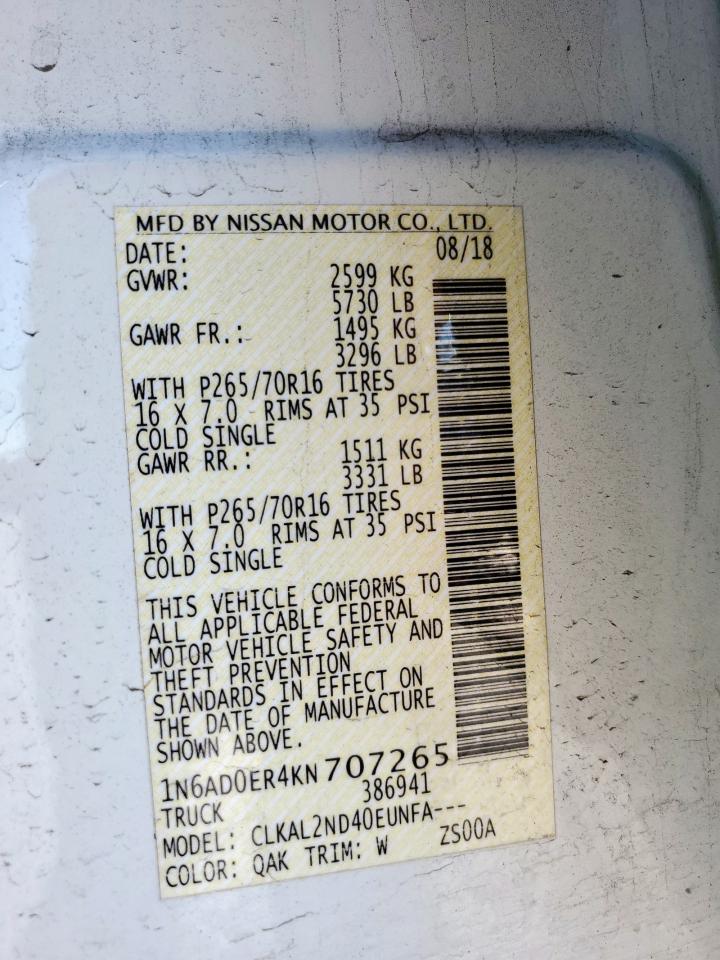 MFD BY NISSAN MOTOR CO., LTD.
DATE: 08/18
GVWR: 2599 KG
5730 LB
GAWR FR.: 1495 KG
3296 LB
WITH P265/70R16 TIRES
16 X 7.0 RIMS AT 35 PSI
COLD SINGLE
GAWR RR.: 1511 KG
3331 LB
WITH P265/70R16 TIRES
16 X 7.0 RIMS AT 35 PSI
COLD SINGLE
THIS VEHICLE CONFORMS TO
ALL APPLICABLE FEDERAL
MOTOR VEHICLE SAFETY AND
THEFT PREVENTION
STANDARDS IN EFFECT ON
THE DATE OF MANUFACTURE
SHOWN ABOVE.
1N6AD0ER4KN707265
TRUCK 386941
MODEL: CLKAL2ND40EUNFA---
COLOR: QAK TRIM: W ZS00A